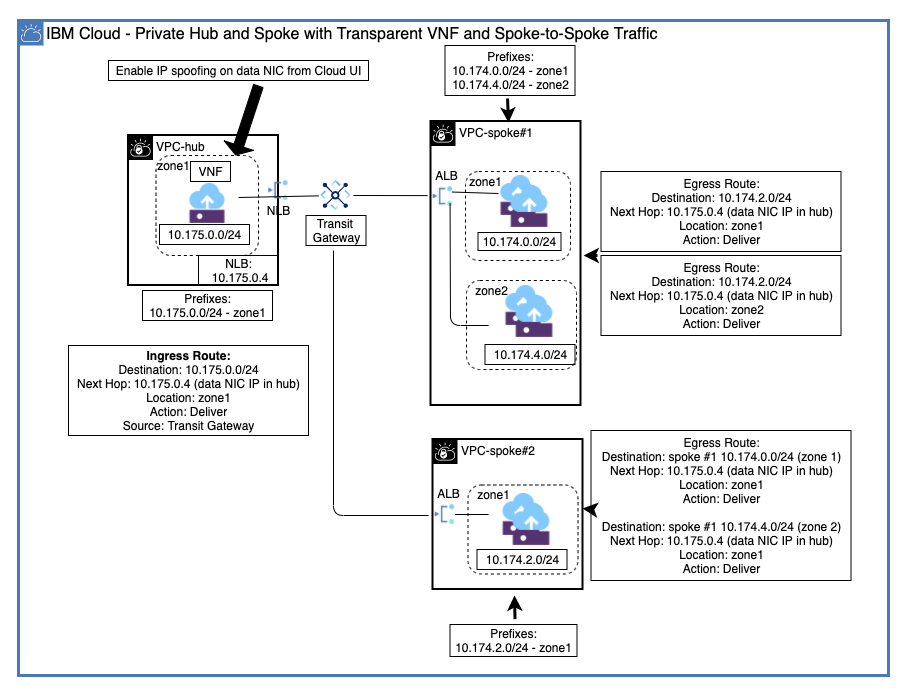 IBM Cloud - Private Hub and Spoke with Transparent VNF and Spoke-to-Spoke Traffic
Enable IP spoofing on data NIC from Cloud UI
Prefixes:
10.174.0.0/24 - zone1
10.174.4.0/24 - zone2
VPC-hub
zone1
VNF
10.175.0.0/24
NLB
NLB:
10.175.0.4
Prefixes:
10.175.0.0/24 - zone1
Transit
Gateway
VPC-spoke#1
ALB
zone1
10.174.0.0/24
zone2
10.174.4.0/24
Egress Route:
Destination: 10.174.2.0/24
Next Hop: 10.175.0.4 (data NIC IP in hub)
Location: zone1
Action: Deliver
Egress Route:
Destination: 10.174.2.0/24
Next Hop: 10.175.0.4 (data NIC IP in hub)
Location: zone2
Action: Deliver
Ingress Route:
Destination: 10.175.0.0/24
Next Hop: 10.175.0.4 (data NIC IP in hub)
Location: zone1
Action: Deliver
Source: Transit Gateway
VPC-spoke#2
ALB
zone1
10.174.2.0/24
Egress Route:
Destination: spoke #1 10.174.0.0/24 (zone 1)
Next Hop: 10.175.0.4 (data NIC IP in hub)
Location: zone1
Action: Deliver
Destination: spoke #1 10.174.4.0/24 (zone 2)
Next Hop: 10.175.0.4 (data NIC IP in hub)
Location: zone1
Action: Deliver
Prefixes:
10.174.2.0/24 - zone1